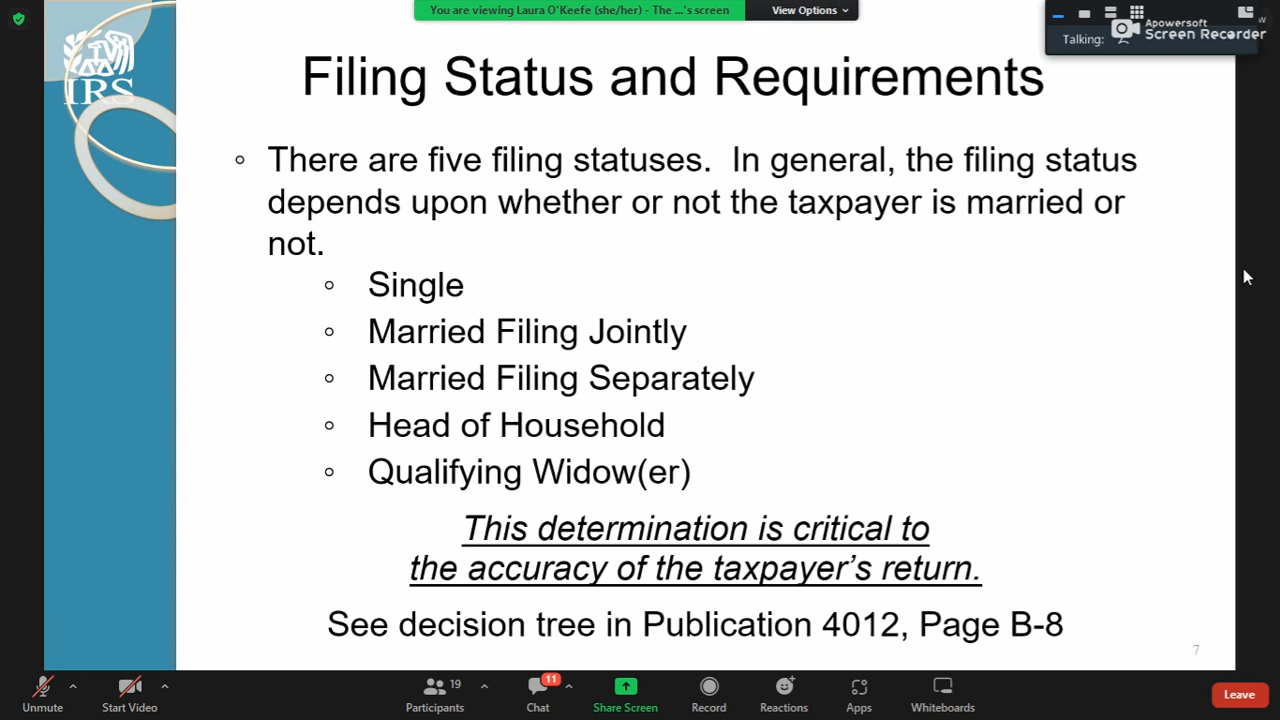 You are viewing Laura O'Keefe (she/her) - The ...'s screen
View Options
Apowersoft
Screen Recorder
Talking:
IRS
Filing Status and Requirements
There are five filing statuses. In general, the filing status
depends upon whether or not the taxpayer is married or
not.
Single
Married Filing Jointly
Married Filing Separately
Head of Household
Qualifying Widow(er)
This determination is critical to
the accuracy of the taxpayer's return.
See decision tree in Publication 4012, Page B-8
7
Unmute
Start Video
19
Participants
11
Chat
Share Screen
Record
Reactions
Apps
Whiteboards
Leave